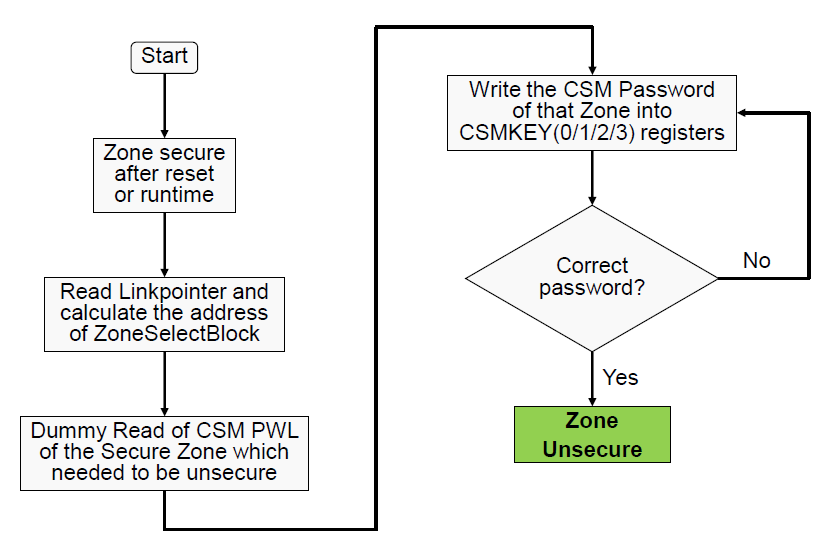 Start
Zone secure
after reset
or runtime
Read Linkpointer and
calculate the address
of ZoneSelectBlock
Dummy Read of CSM PWL
of the Secure Zone which
needed to be unsecure
Write the CSM Password
of that Zone into
CSMKEY(0/1/2/3) registers
Correct
password?
No
Yes
Zone
Unsecure